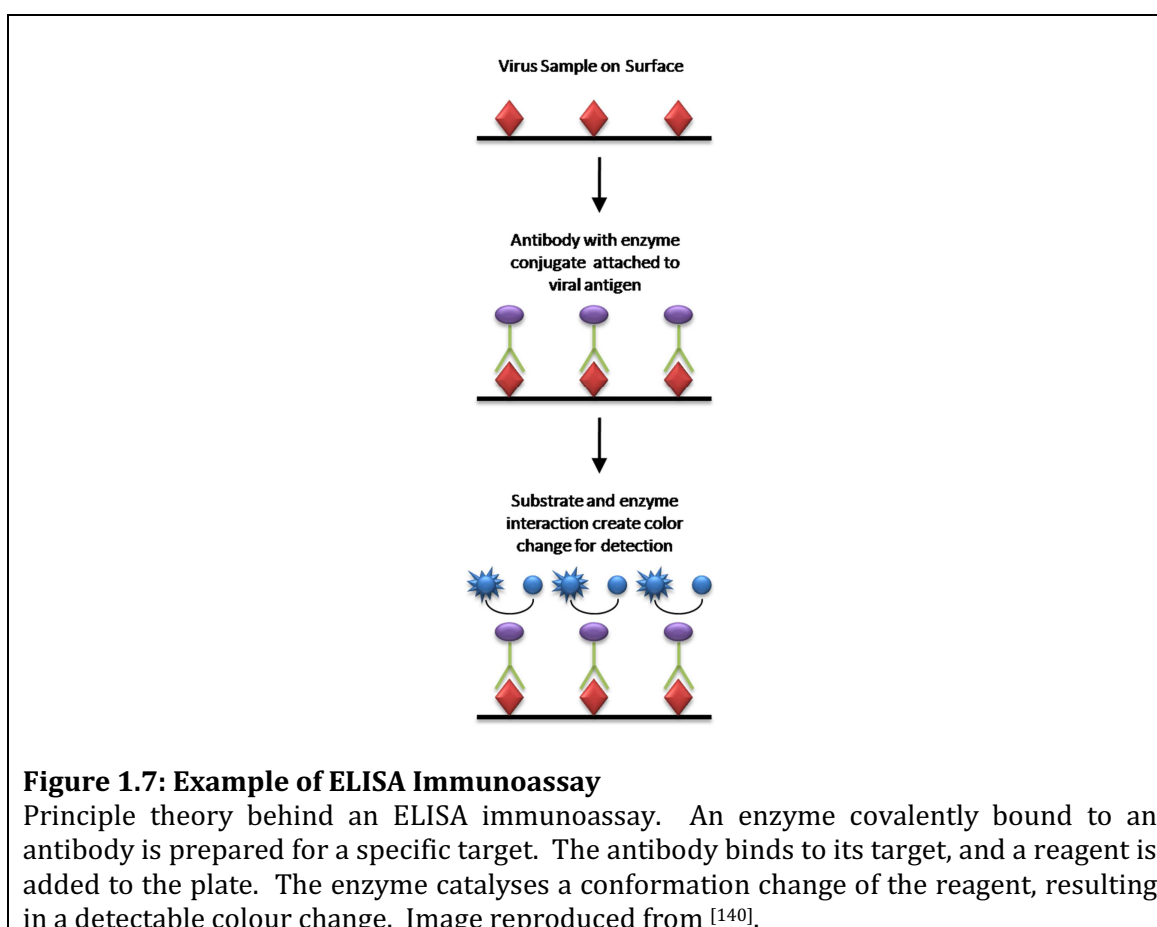 Virus Sample on Surface
Antibody with enzyme
conjugate attached to
viral antigen
Substrate and enzyme
interaction create color
change for detection
Figure 1.7: Example of ELISA Immunoassay
Principle theory behind an ELISA immunoassay. An enzyme covalently bound to an
antibody is prepared for a specific target. The antibody binds to its target, and a reagent is
added to the plate. The enzyme catalyses a conformation change of the reagent, resulting
in a detectable colour change. Image reproduced from [140].